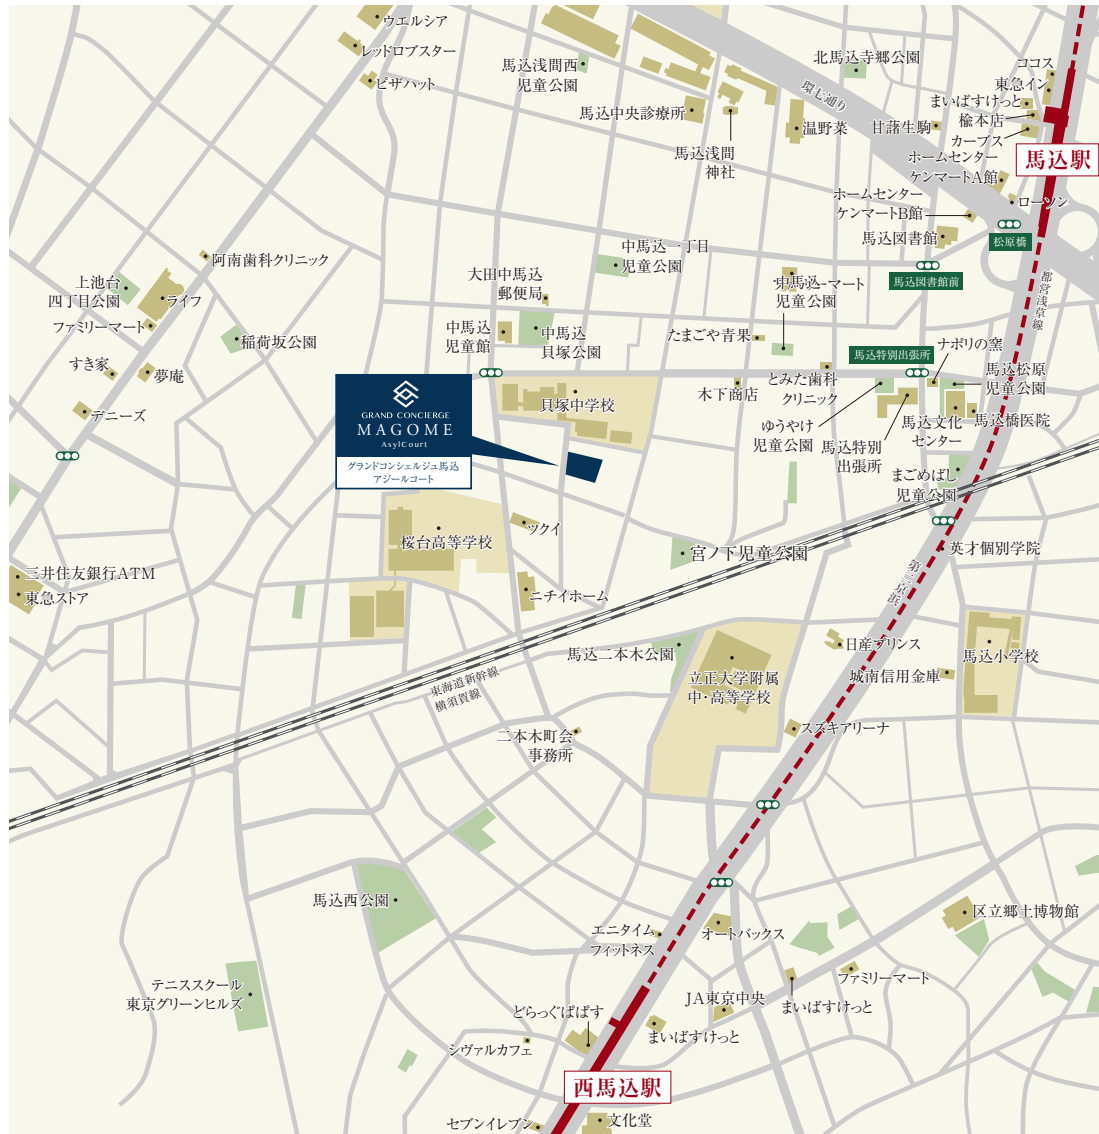 ウエルシア
レッドロブスター
ピザハット
馬込浅間西
児童公園
馬込中央診療所
馬込浅間
神社
温野菜
環七通り
北馬込寺郷公園
甘藷生駒
ココス
東急イン
まいばすけっと
楡本店
カーブス
馬込駅
ホームセンター
ケンマートA館
ローソン
ホームセンター
ケンマートB館
馬込図書館
松原橋
馬込図書館前
都営浅草線
阿南歯科クリニック
上池台
四丁目公園
ライフ
ファミリーマート
稲荷坂公園
すき家
夢庵
デニーズ
中馬込一丁目
児童公園
大田中馬込
郵便局
中馬込
児童館
中馬込
貝塚公園
児童公園
たまごや青果
馬込特別出張所
ナポリの窯
馬込松原
児童公園
とみた歯科
クリニック
木下商店
ゆうやけ
児童公園
馬込特別
出張所
馬込文化
センター
馬込橋医院
まごめばし
児童公園
貝塚中学校
GRAND CONCIERGE
MAGOME
AsylCourt
グランドコンシェルジュ馬込
アジールコート
桜台高等学校
ツクイ
ニチイホーム
宮ノ下児童公園
英才個別学院
第二京浜
三井住友銀行ATM
東急ストア
馬込二本木公園
立正大学附属
中・高等学校
日産プリンス
城南信用金庫
馬込小学校
東海道新幹線
横須賀線
二本木町会
事務所
スズキアリーナ
馬込西公園
エニタイム
フィットネス
オートバックス
区立郷土博物館
テニススクール
東京グリーンヒルズ
ファミリーマート
まいばすけっと
JA東京中央
まいばすけっと
どらっぐぱぱす
シヴァルカフェ
西馬込駅
セブンイレブン
文化堂